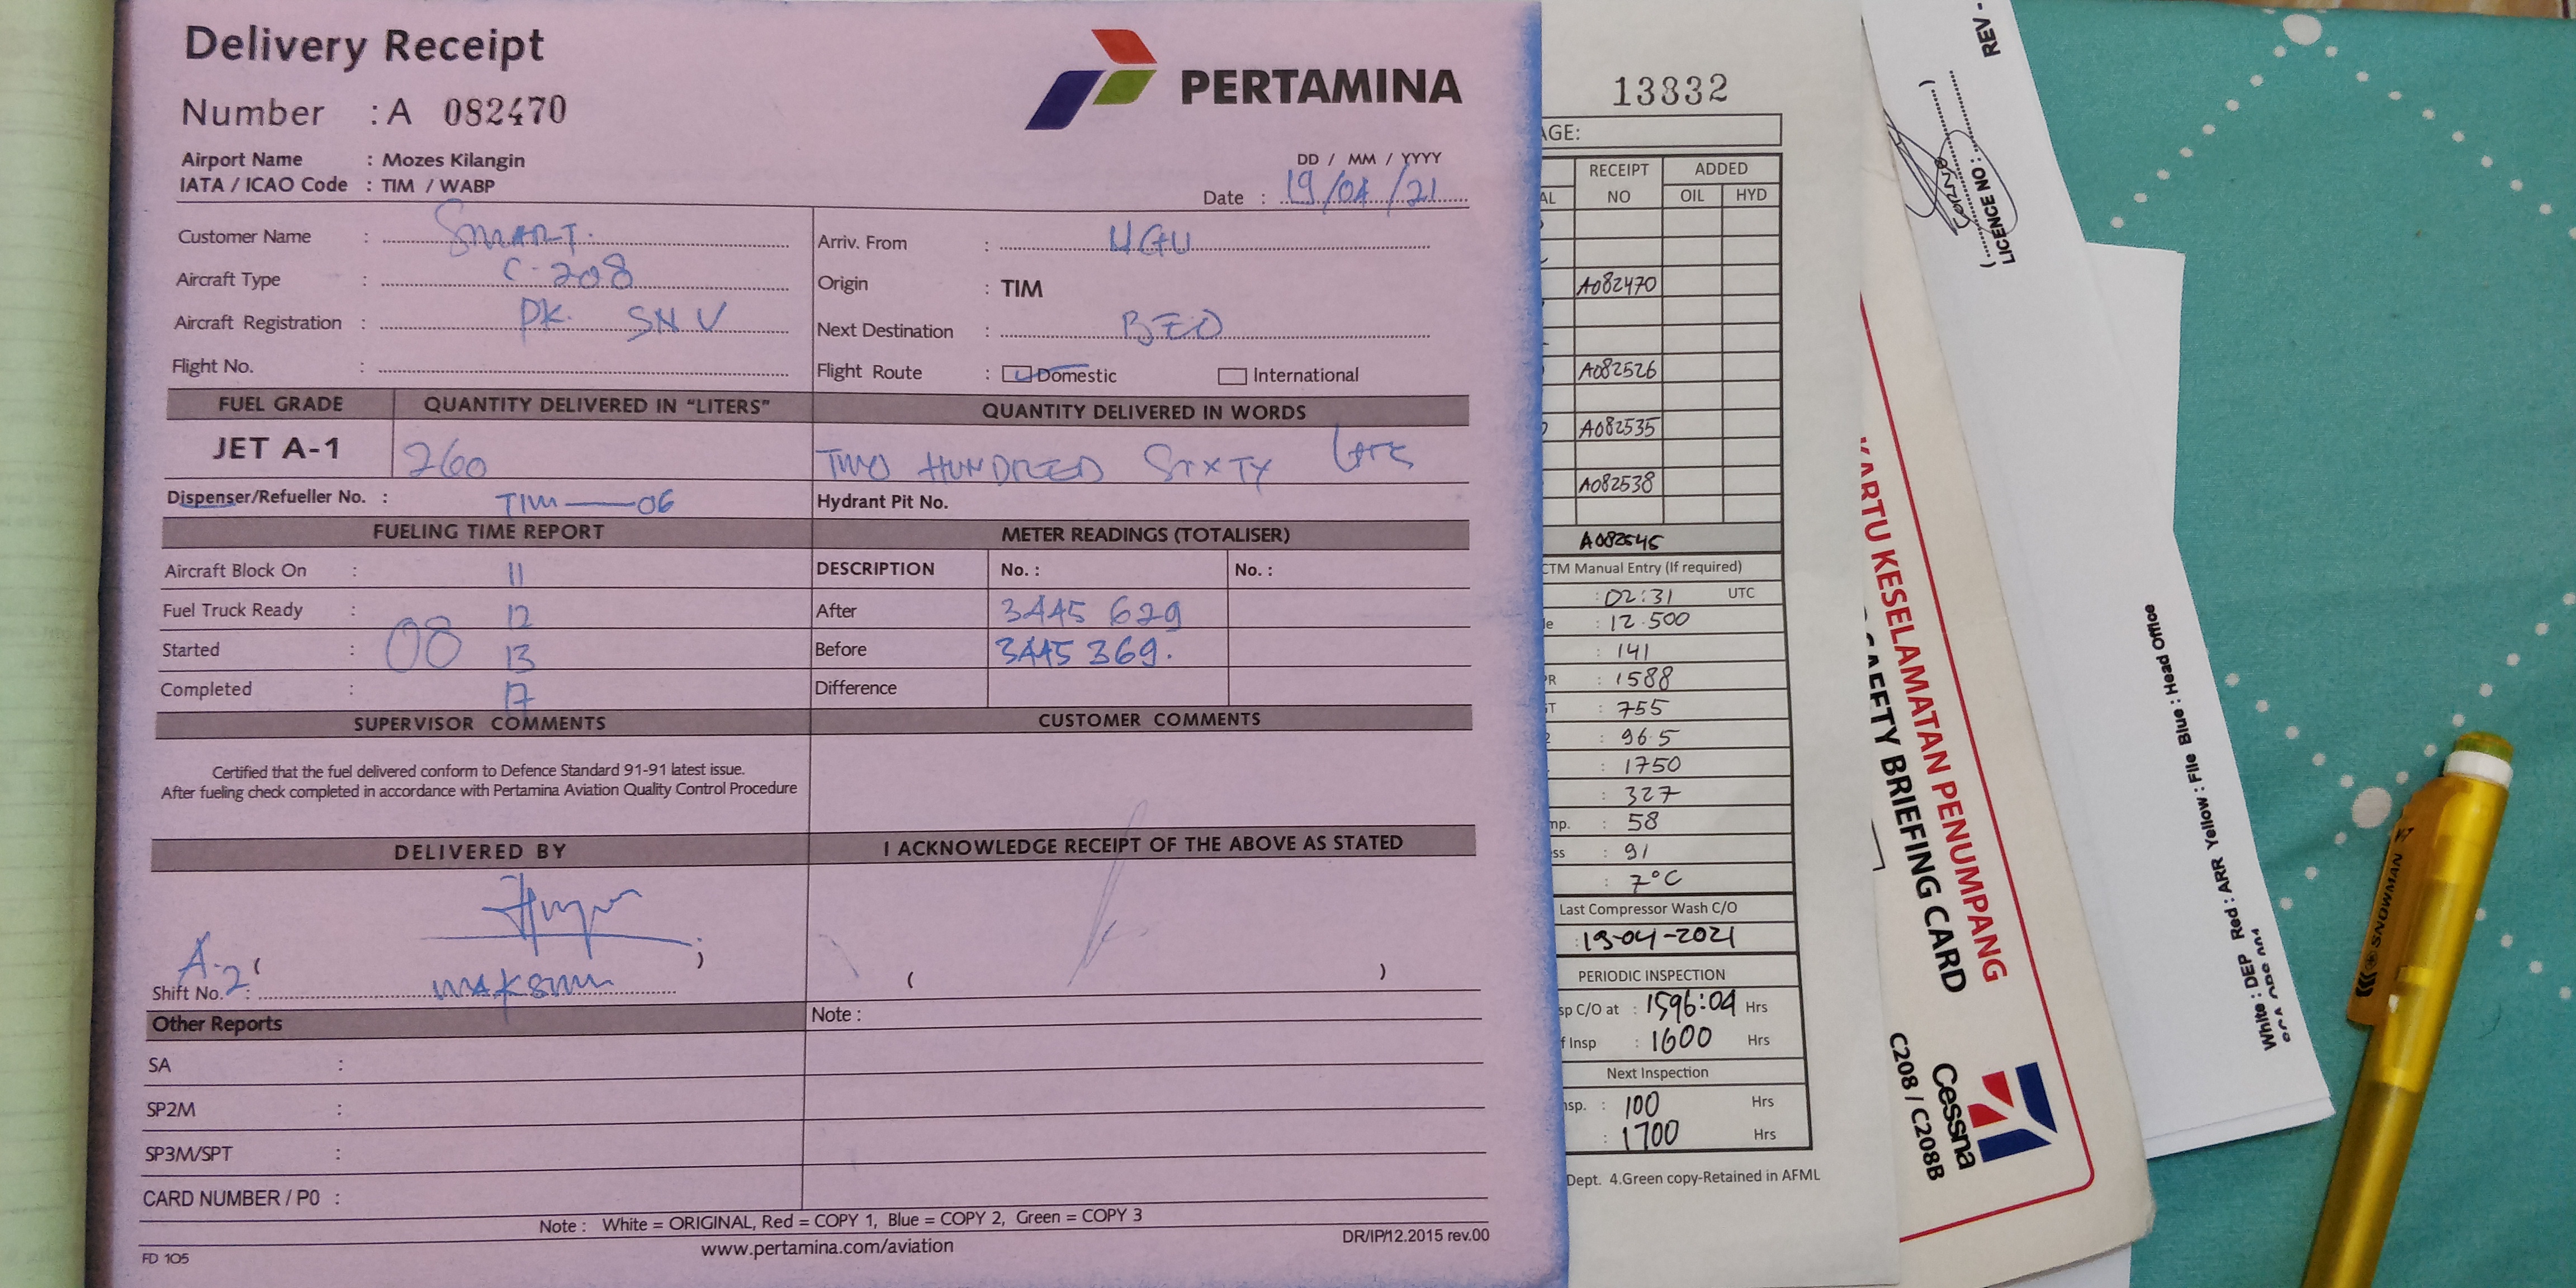 Delivery Receipt
PERTAMINA
Number : A 082470
Airport Name : Mozes Kilangin
IATA / ICAO Code : TIM / WABP
DD / MM / YYYY
Date : 19/04/21
Customer Name : SMART.
Arriv. From : UGU
Aircraft Type : C-208
Origin : TIM
Aircraft Registration : PK. SNV
Next Destination : BEO
Flight No. :
Flight Route : Domestic International
FUEL GRADE QUANTITY DELIVERED IN “LITERS” QUANTITY DELIVERED IN WORDS
JET A-1 260 TWO HUNDRED SIXTY
Dispenser/Refueller No. : TIM — 06 Hydrant Pit No.
FUELING TIME REPORT METER READINGS (TOTALISER)
Aircraft Block On : 11 DESCRIPTION No. : No. :
Fuel Truck Ready : 12 After 3445 629
Started : 08 13 Before 3445 369.
Completed : 17 Difference
SUPERVISOR COMMENTS CUSTOMER COMMENTS
Certified that the fuel delivered conform to Defence Standard 91-91 latest issue.
After fueling check completed in accordance with Pertamina Aviation Quality Control Procedure
DELIVERED BY I ACKNOWLEDGE RECEIPT OF THE ABOVE AS STATED
A-2 ( )
Shift No. : ( )
Other Reports Note :
SA :
SP2M :
SP3M/SPT :
CARD NUMBER / P0 :
Note : White = ORIGINAL, Red = COPY 1, Blue = COPY 2, Green = COPY 3
www.pertamina.com/aviation
FD 105
DR/IP/12.2015 rev.00
13832
AGE:
RECEIPT ADDED
AL NO OIL HYD
A082470
A082526
A082535
A082538
A082545
CTM Manual Entry (If required)
: 02:31 UTC
: 12.500
: 141
: 1588
: 755
: 96.5
: 1750
: 327
mp. : 58
ss : 91
: 7°C
Last Compressor Wash C/O
: 19-04-2021
PERIODIC INSPECTION
sp C/O at : 1596:04 Hrs
f Insp : 1600 Hrs
Next Inspection
nsp. : 100 Hrs
: 1700 Hrs
Dept. 4.Green copy-Retained in AFML
KARTU KESELAMATAN PENUMPANG
SAFETY BRIEFING CARD
Cessna
C208 / C208B
REV -
LICENCE NO :
White : DEP Red : ARR Yellow : File Blue : Head Office
SNOWMAN